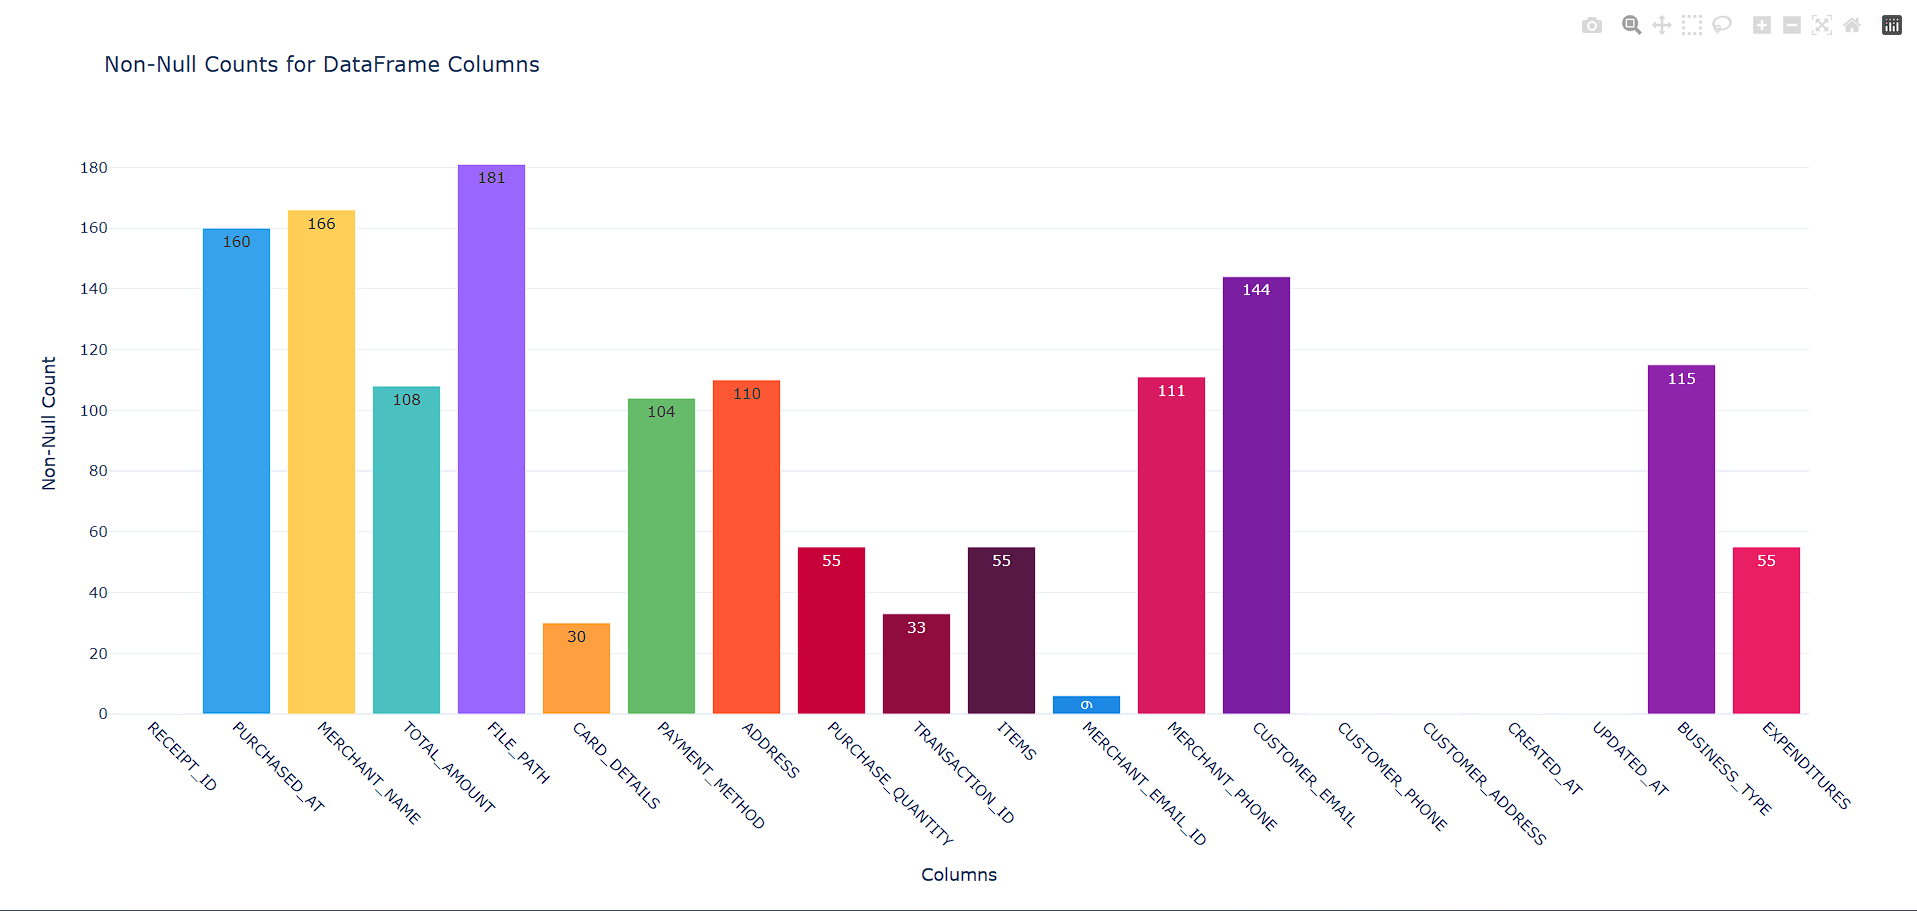 Non-Null Counts for DataFrame Columns
Non-Null Count
180
160
140
120
100
80
60
40
20
0
160
166
108
181
30
104
110
55
33
55
6
111
144
115
55
RECEIPT_ID
PURCHASED_AT
MERCHANT_NAME
TOTAL_AMOUNT
FILE_PATH
CARD_DETAILS
PAYMENT_METHOD
ADDRESS
PURCHASE_QUANTITY
TRANSACTION_ID
ITEMS
MERCHANT_EMAIL_ID
MERCHANT_PHONE
CUSTOMER_EMAIL
CUSTOMER_PHONE
CUSTOMER_ADDRESS
CREATED_AT
UPDATED_AT
BUSINESS_TYPE
EXPENDITURES
Columns